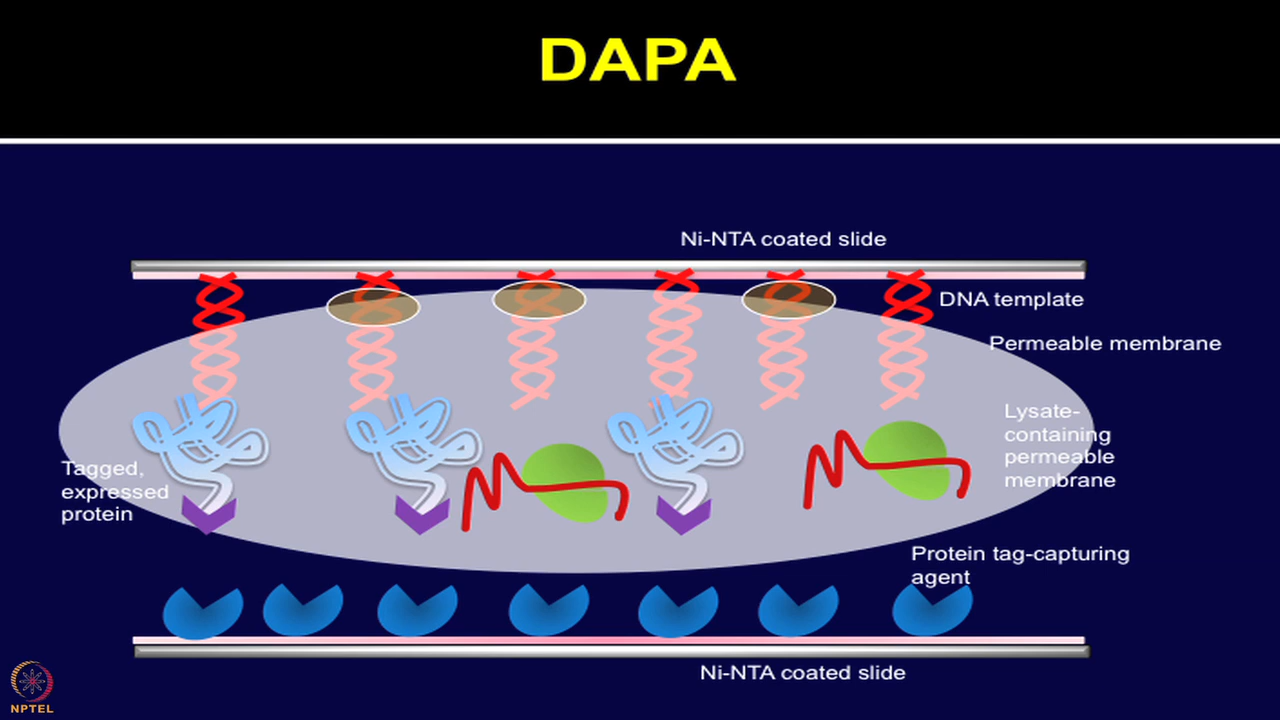 DAPA
Ni-NTA coated slide
DNA template
Permeable membrane
Lysate-
containing
permeable
membrane
Tagged,
expressed
protein
Protein tag-capturing
agent
Ni-NTA coated slide
NPTEL